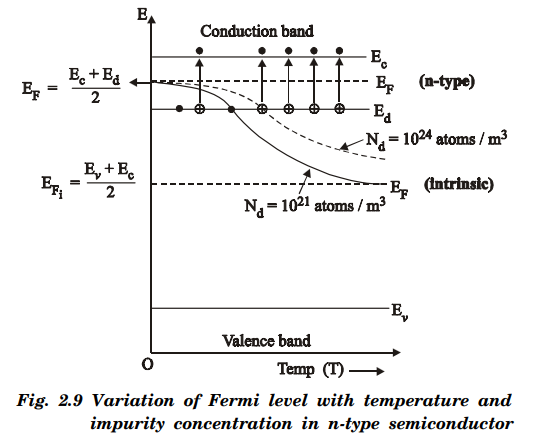 E
Conduction band
E_c
E_F = (E_c + E_d) / 2
E_F (n-type)
E_d
N_d = 10^24 atoms / m^3
E_{F_i} = (E_v + E_c) / 2
E_F (intrinsic)
N_d = 10^21 atoms / m^3
E_v
Valence band
O
Temp (T)
Fig. 2.9 Variation of Fermi level with temperature and
impurity concentration in n-type semiconductor